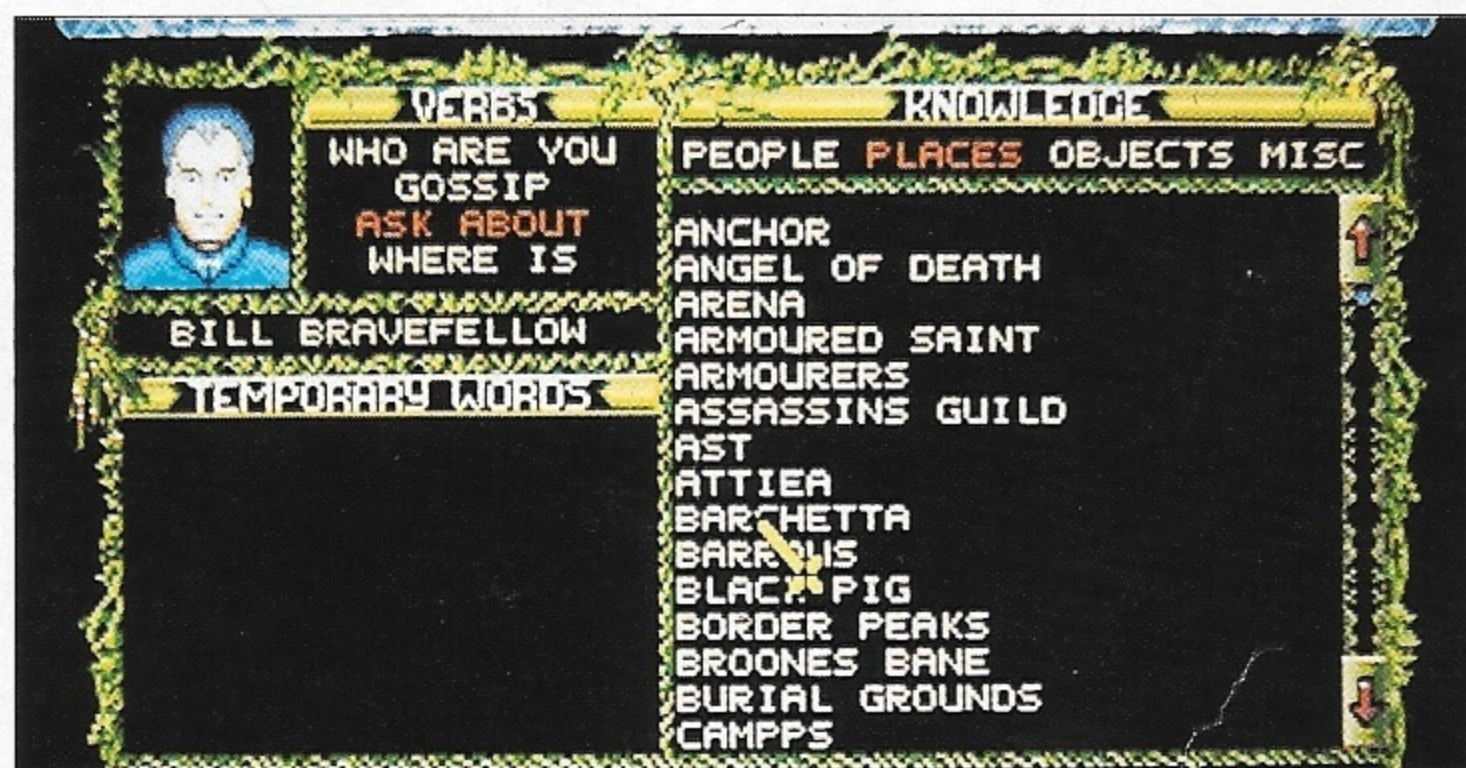 VERBS
WHO ARE YOU
GOSSIP
ASK ABOUT
WHERE IS
BILL BRAVEFELLOW
TEMPORARY WORDS
KNOWLEDGE
PEOPLE PLACES OBJECTS MISC
ANCHOR
ANGEL OF DEATH
ARENA
ARMOURED SAINT
ARMOURERS
ASSASSINS GUILD
AST
ATTIEA
BARCHETTA
BARROWS
BLACK PIG
BORDER PEAKS
BROONES BANE
BURIAL GROUNDS
CAMPPS